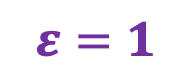 ε = 1